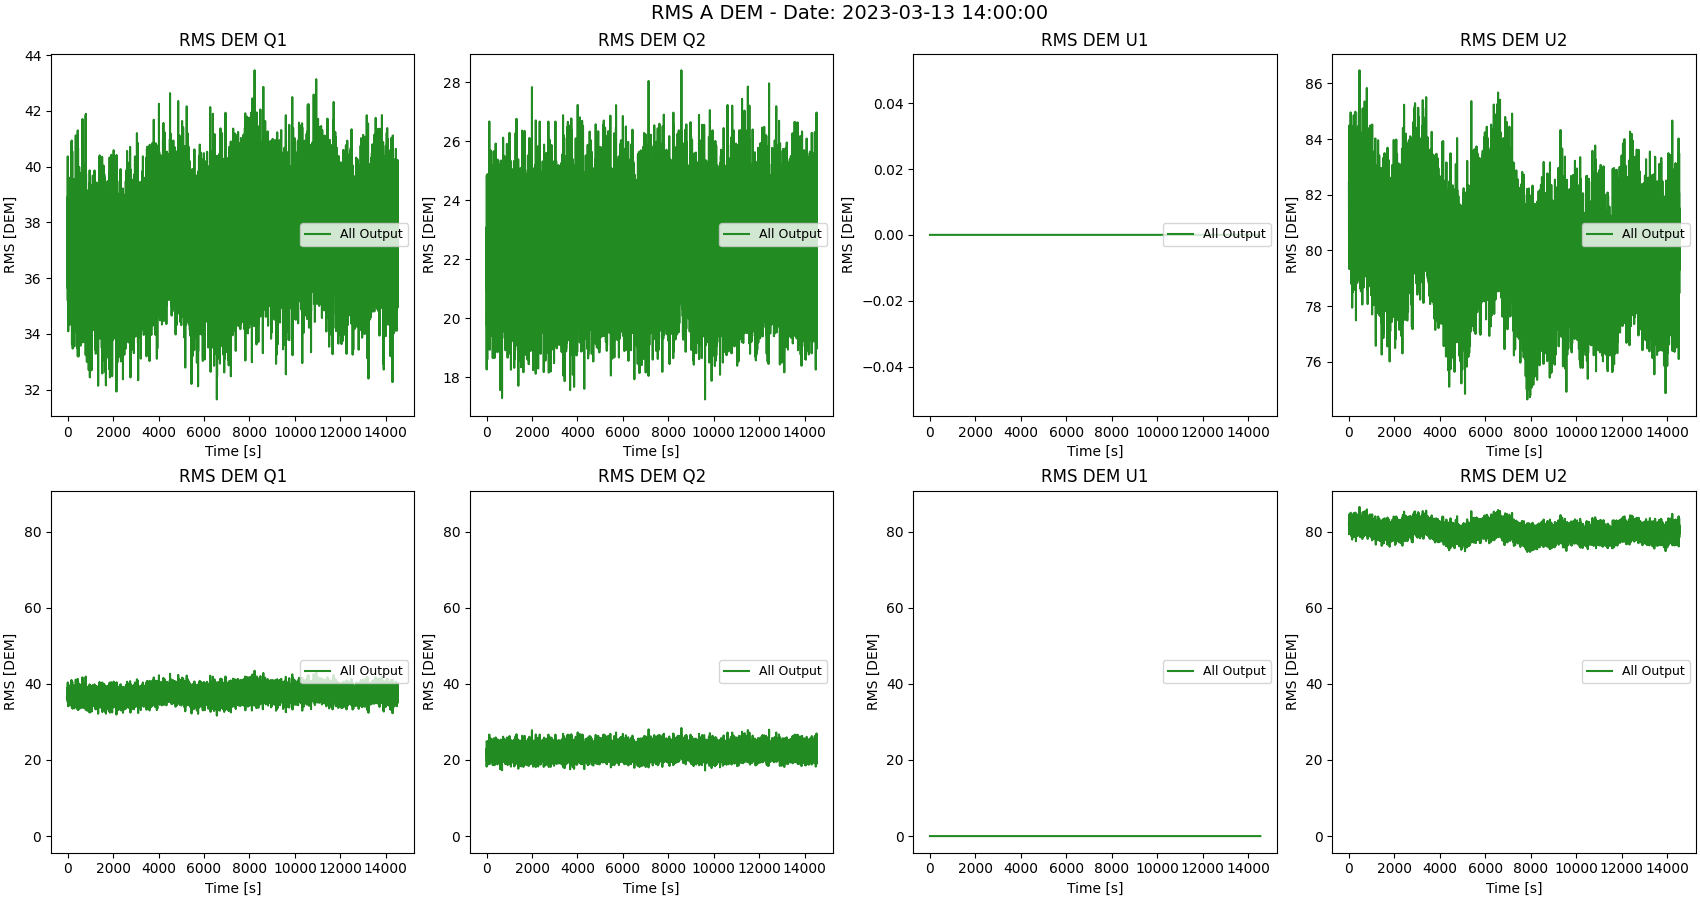 RMS A DEM - Date: 2023-03-13 14:00:00
RMS DEM Q1
RMS [DEM]
44
42
40
38
36
34
32
0 2000 4000 6000 8000 10000 12000 14000
Time [s]
All Output
RMS DEM Q2
RMS [DEM]
28
26
24
22
20
18
0 2000 4000 6000 8000 10000 12000 14000
Time [s]
All Output
RMS DEM U1
RMS [DEM]
0.04
0.02
0.00
−0.02
−0.04
0 2000 4000 6000 8000 10000 12000 14000
Time [s]
All Output
RMS DEM U2
RMS [DEM]
86
84
82
80
78
76
0 2000 4000 6000 8000 10000 12000 14000
Time [s]
All Output
RMS DEM Q1
RMS [DEM]
80
60
40
20
0
0 2000 4000 6000 8000 10000 12000 14000
Time [s]
All Output
RMS DEM Q2
RMS [DEM]
80
60
40
20
0
0 2000 4000 6000 8000 10000 12000 14000
Time [s]
All Output
RMS DEM U1
RMS [DEM]
80
60
40
20
0
0 2000 4000 6000 8000 10000 12000 14000
Time [s]
All Output
RMS DEM U2
RMS [DEM]
80
60
40
20
0
0 2000 4000 6000 8000 10000 12000 14000
Time [s]
All Output